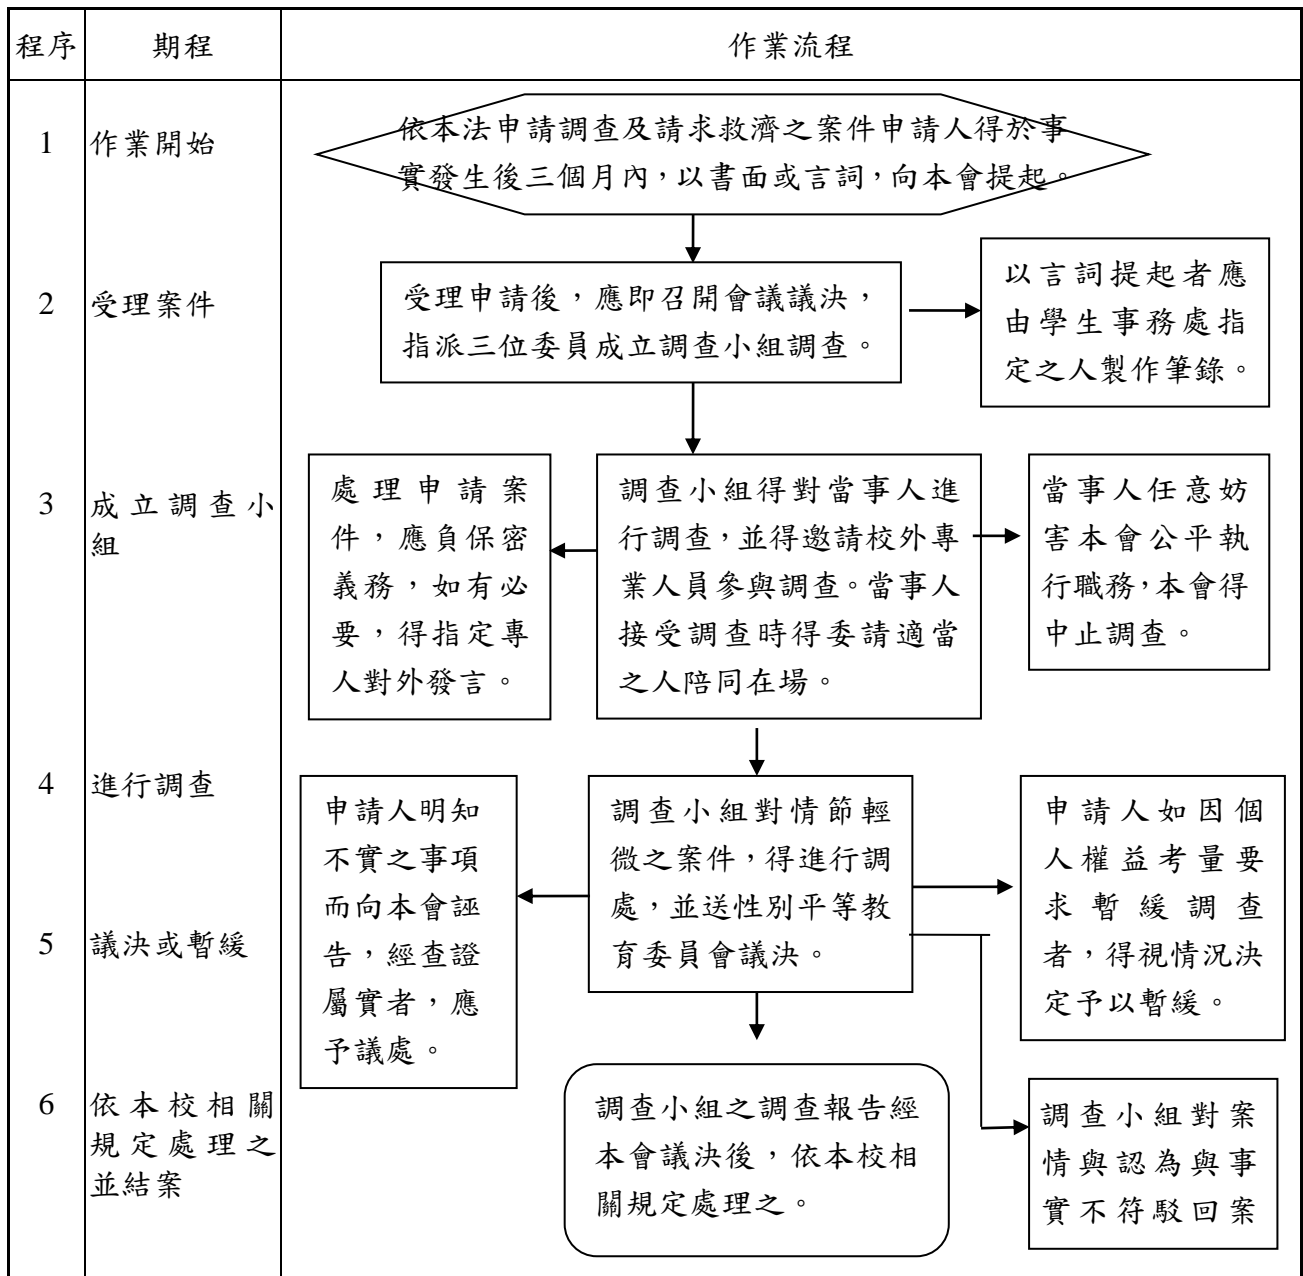 程序 期程 作業流程
1 作業開始
依本法申請調查及請求救濟之案件申請人得於事
實發生後三個月內，以書面或言詞，向本會提起。
2 受理案件
受理申請後，應即召開會議議決，
指派三位委員成立調查小組調查。
以言詞提起者應
由學生事務處指
定之人製作筆錄。
3 成立調查小
組
處理申請案
件，應負保密
義務，如有必
要，得指定專
人對外發言。
調查小組得對當事人進
行調查，並得邀請校外專
業人員參與調查。當事人
接受調查時得委請適當
之人陪同在場。
當事人任意妨
害本會公平執
行職務，本會得
中止調查。
4 進行調查
申請人明知
不實之事項
而向本會誣
告，經查證
屬實者，應
予議處。
調查小組對情節輕
微之案件，得進行調
處，並送性別平等教
育委員會議決。
申請人如因個
人權益考量要
求暫緩調查
者，得視情況決
定予以暫緩。
5 議決或暫緩
6 依本校相關
規定處理之
並結案
調查小組之調查報告經
本會議決後，依本校相
關規定處理之。
調查小組對案
情與認為與事
實不符駁回案